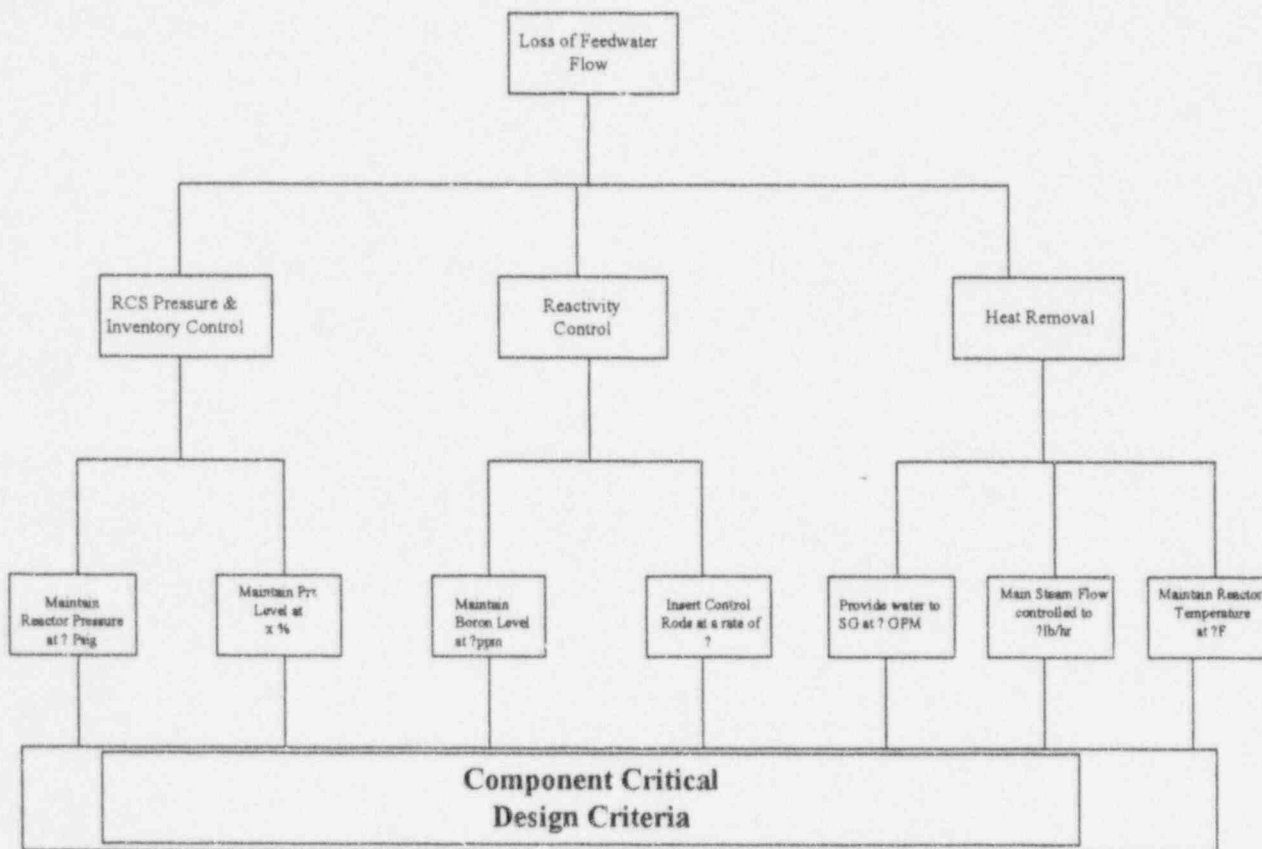 Loss of Feedwater
Flow
RCS Pressure &
Inventory Control
Reactivity
Control
Heat Removal
Maintain
Reactor Pressure
at ? Psig
Maintain Przr
Level at
x %
Maintain
Boron Level
at ?ppm
Insert Control
Rods at a rate of
?
Provide water to
SG at ? GPM
Main Steam Flow
controlled to
?lb/hr
Maintain Reactor
Temperature
at ?F
Component Critical
Design Criteria